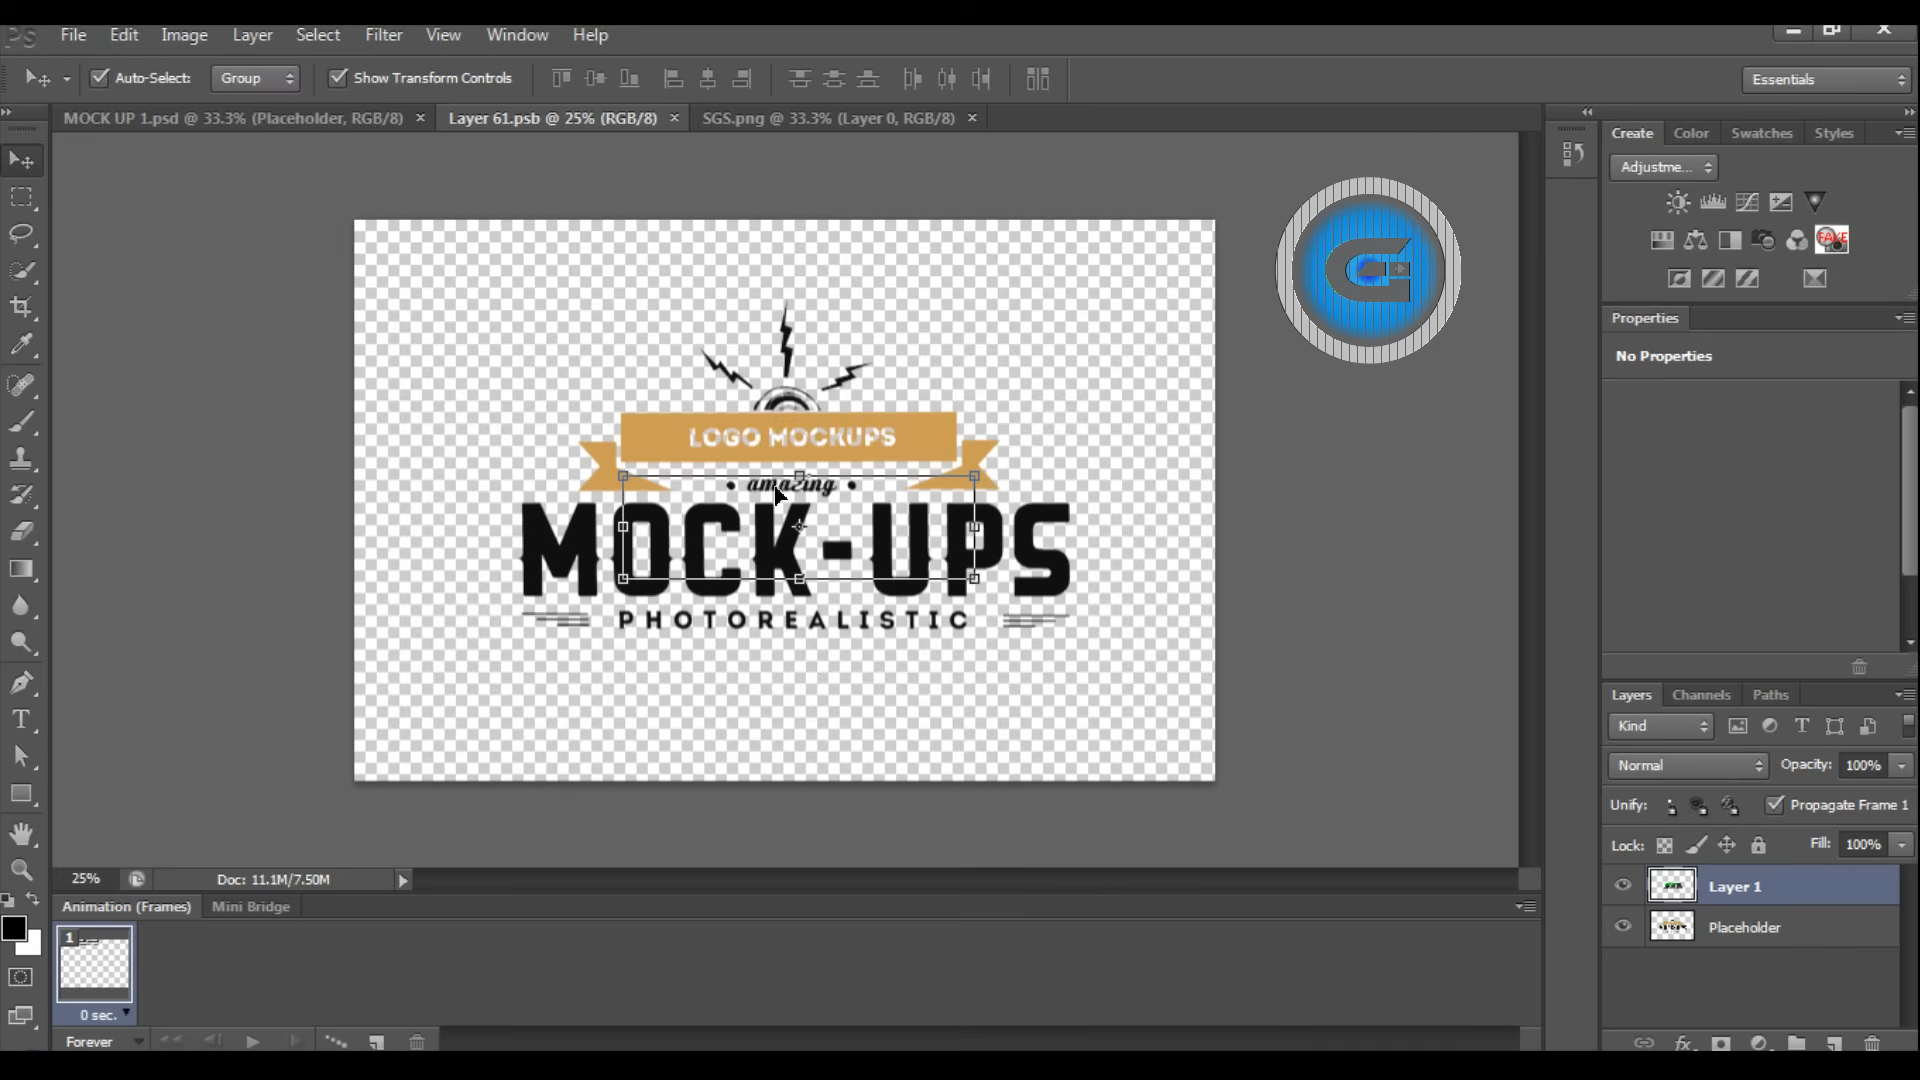 Ps File Edit Image Layer Select Filter View Window Help
Auto-Select: Group Show Transform Controls Essentials
MOCK UP 1.psd @ 33.3% (Placeholder, RGB/8) Layer 61.psb @ 25% (RGB/8) SGS.png @ 33.3% (Layer 0, RGB/8)
Create Color Swatches Styles
Adjustme...
FAKE
G
Properties
No Properties
LOGO MOCKUPS
• amazing •
MOCK-UPS
PHOTOREALISTIC
Layers Channels Paths
Kind
Normal Opacity: 100%
Unify: Propagate Frame 1
Lock: Fill: 100%
Layer 1
Placeholder
25% Doc: 11.1M/7.50M
Animation (Frames) Mini Bridge
1
0 sec.
Forever
fx